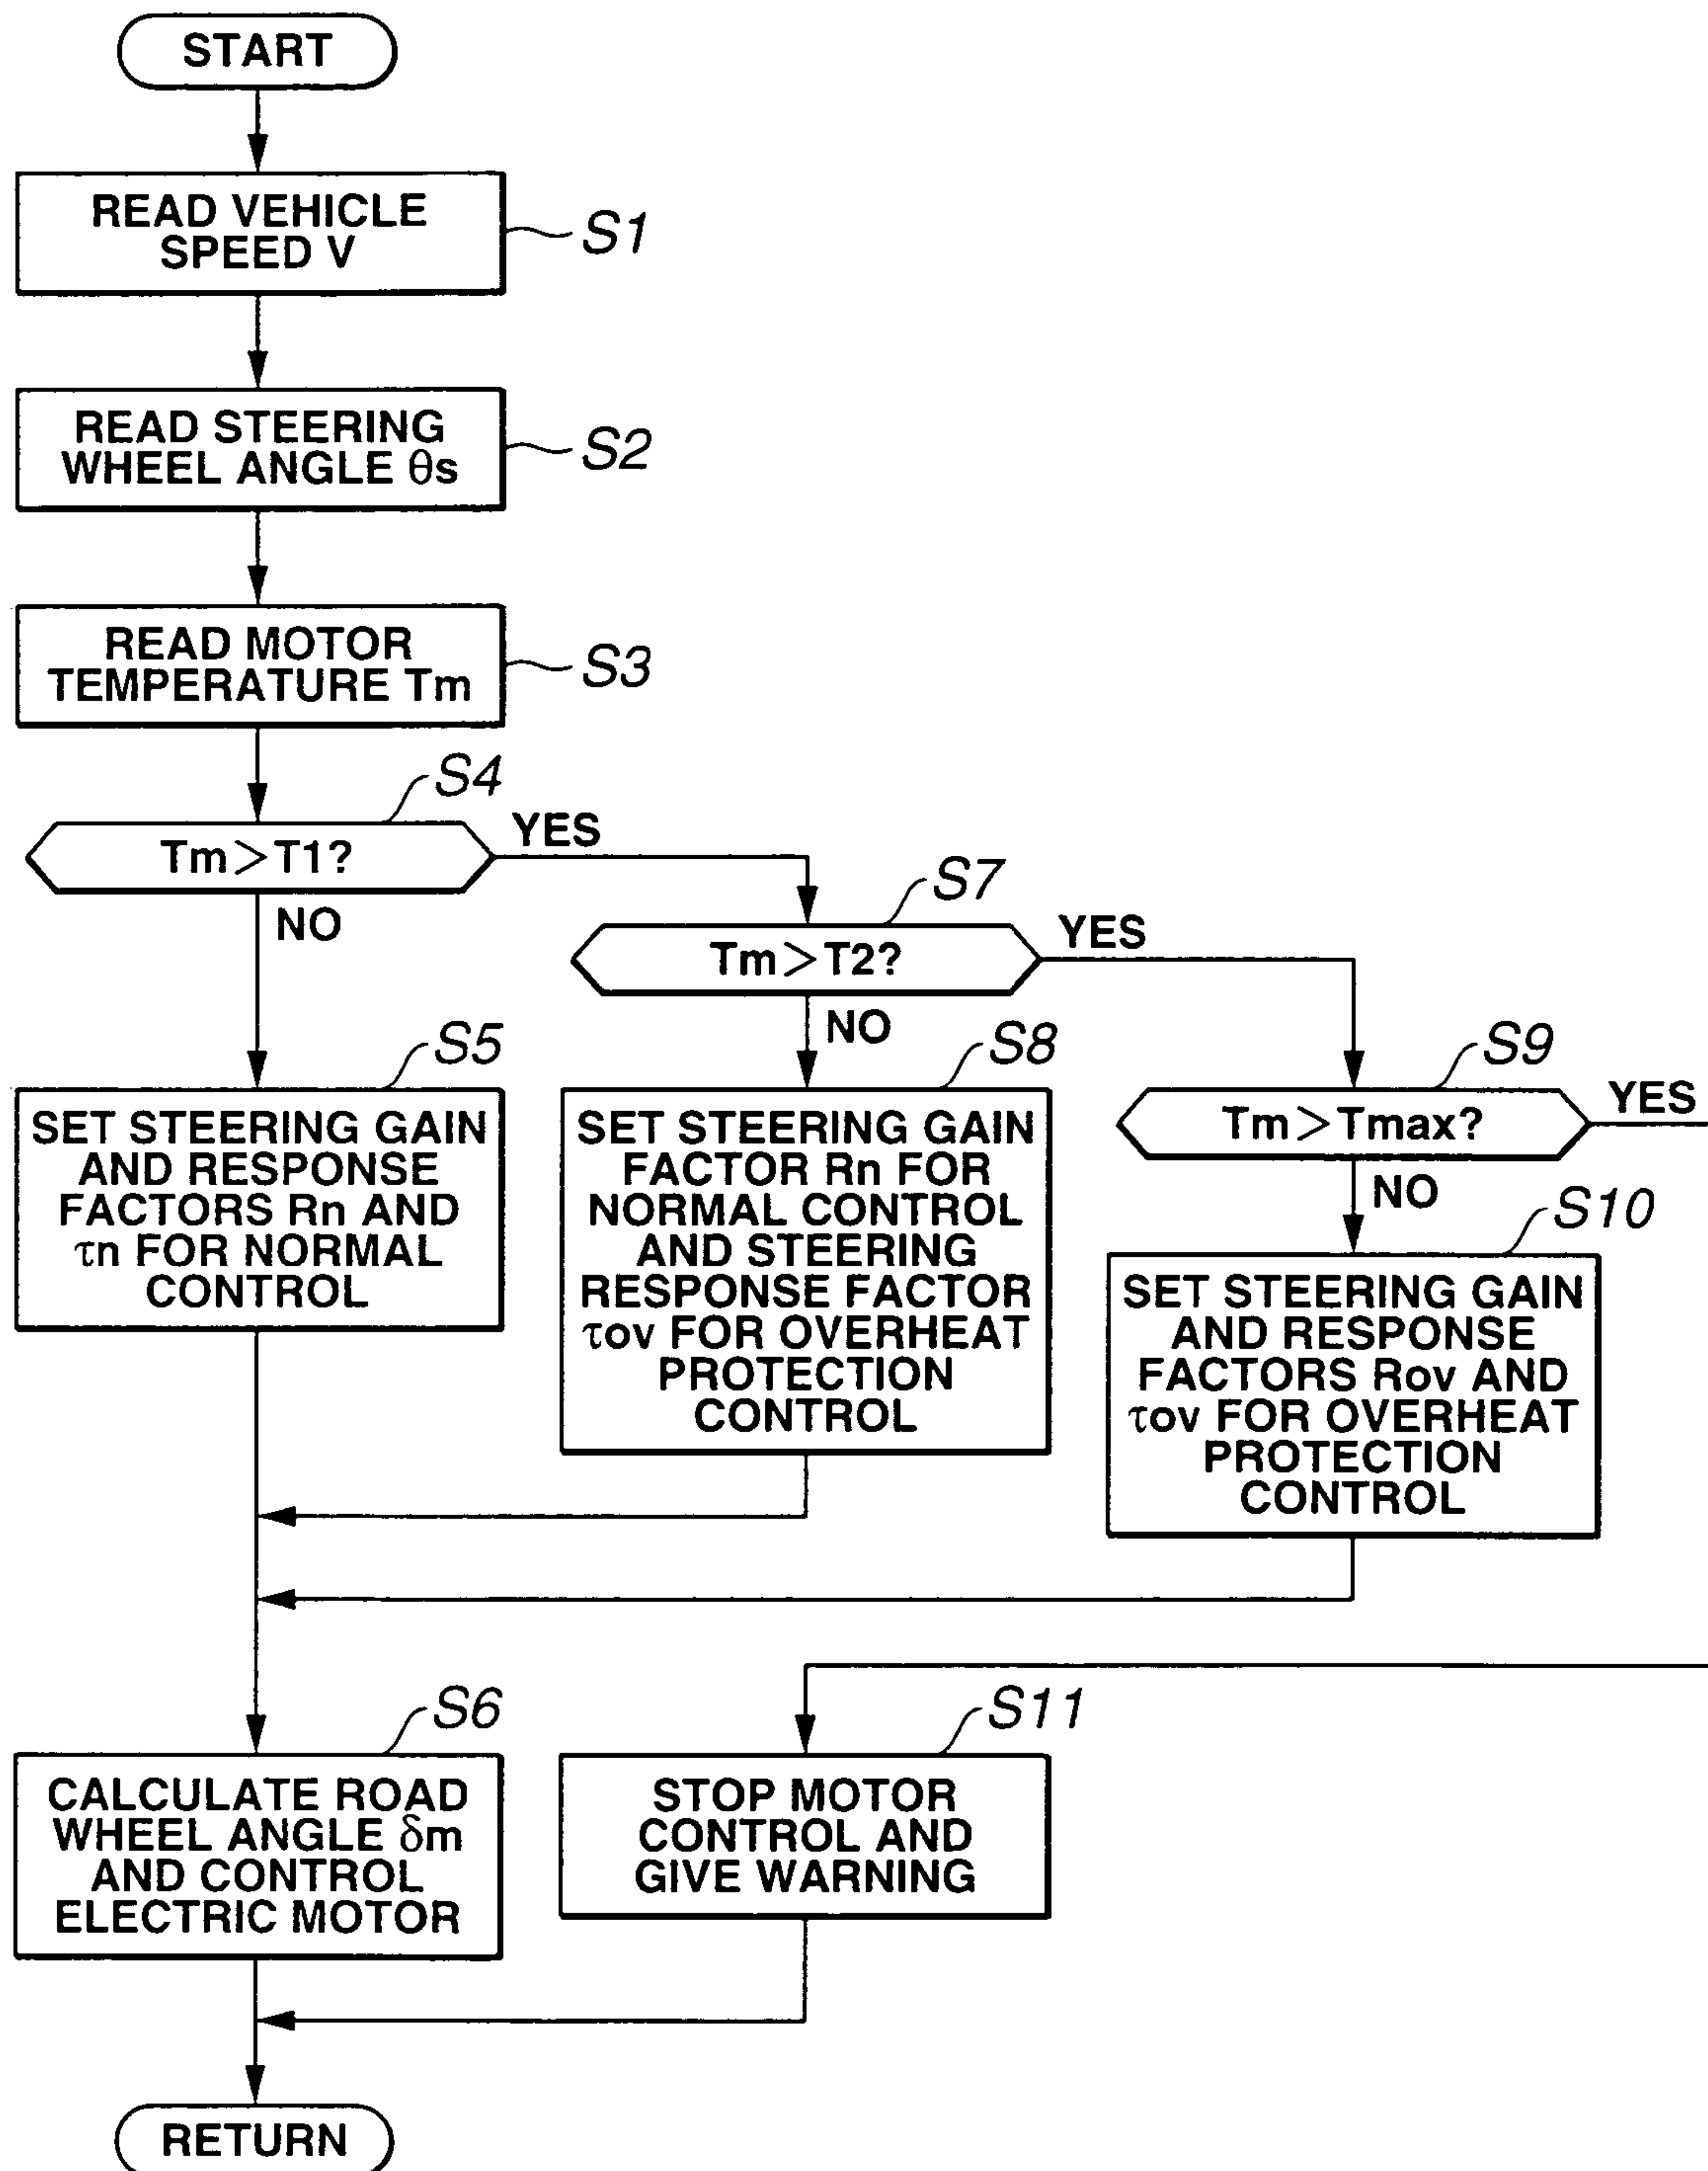 START
READ VEHICLE
SPEED V
S1
READ STEERING
WHEEL ANGLE θs
S2
READ MOTOR
TEMPERATURE Tm
S3
S4
Tm>T1?
YES
NO
S7
Tm>T2?
YES
NO
S9
Tm>Tmax?
YES
NO
S5
SET STEERING GAIN
AND RESPONSE
FACTORS Rn AND
τn FOR NORMAL
CONTROL
S8
SET STEERING GAIN
FACTOR Rn FOR
NORMAL CONTROL
AND STEERING
RESPONSE FACTOR
τov FOR OVERHEAT
PROTECTION
CONTROL
S10
SET STEERING GAIN
AND RESPONSE
FACTORS Rov AND
τov FOR OVERHEAT
PROTECTION
CONTROL
S6
CALCULATE ROAD
WHEEL ANGLE δm
AND CONTROL
ELECTRIC MOTOR
S11
STOP MOTOR
CONTROL AND
GIVE WARNING
RETURN